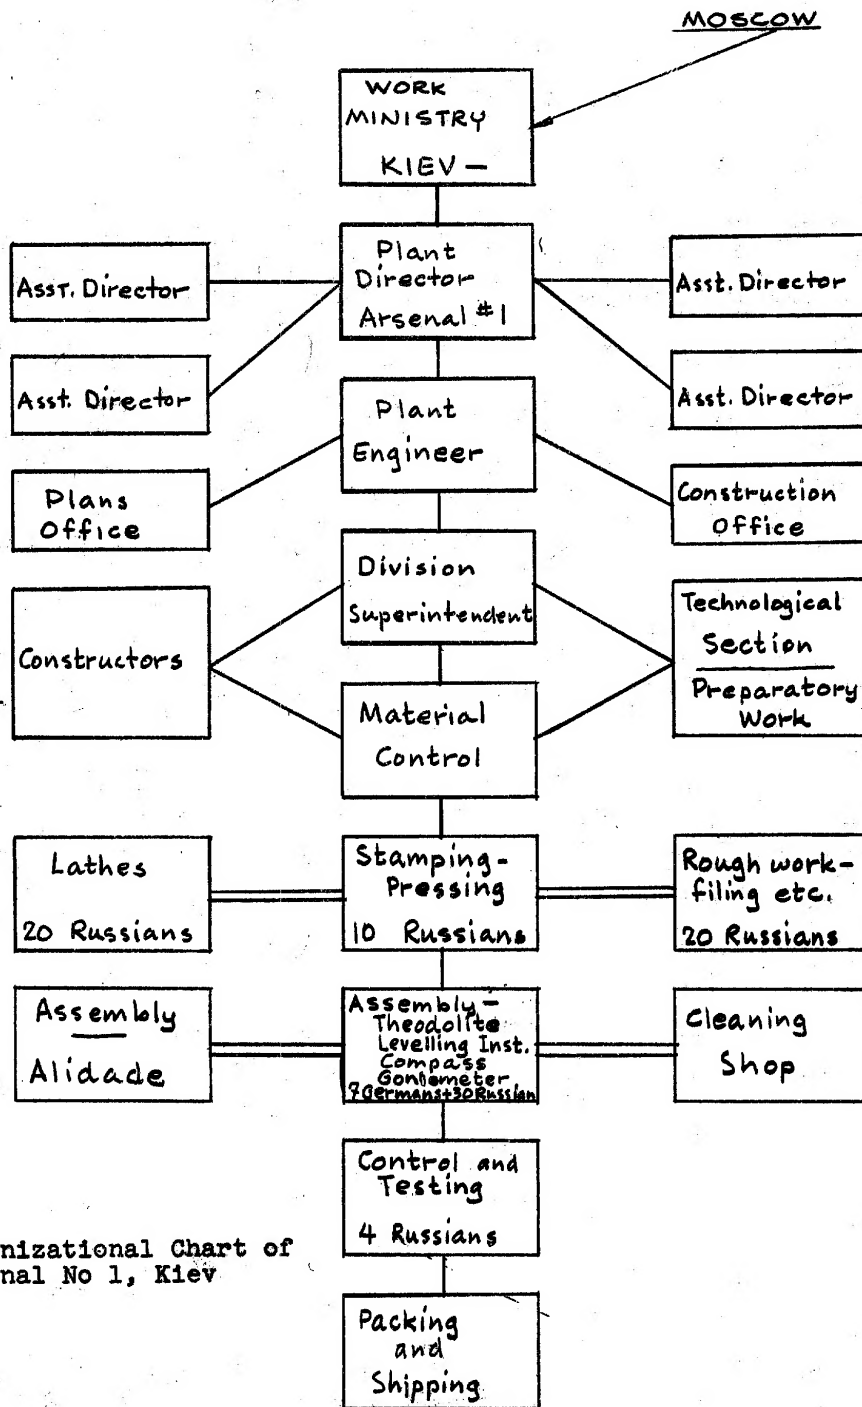 MOSCOW
WORK
MINISTRY
KIEV —
Plant
Director
Arsenal #1
Asst. Director
Asst. Director
Asst. Director
Asst. Director
Plant
Engineer
Plans
Office
Construction
Office
Division
Superintendent
Constructors
Technological
Section
Preparatory
Work
Material
Control
Lathes
20 Russians
Stamping-
Pressing
10 Russians
Rough work-
filing etc.
20 Russians
Assembly
Alidade
Assembly-
Theodolite
Levelling Inst.
Compass
Goniometer
Germans+30 Russian
Cleaning
Shop
Control and
Testing
4 Russians
nizational Chart of
nal No 1, Kiev
Packing
and
Shipping